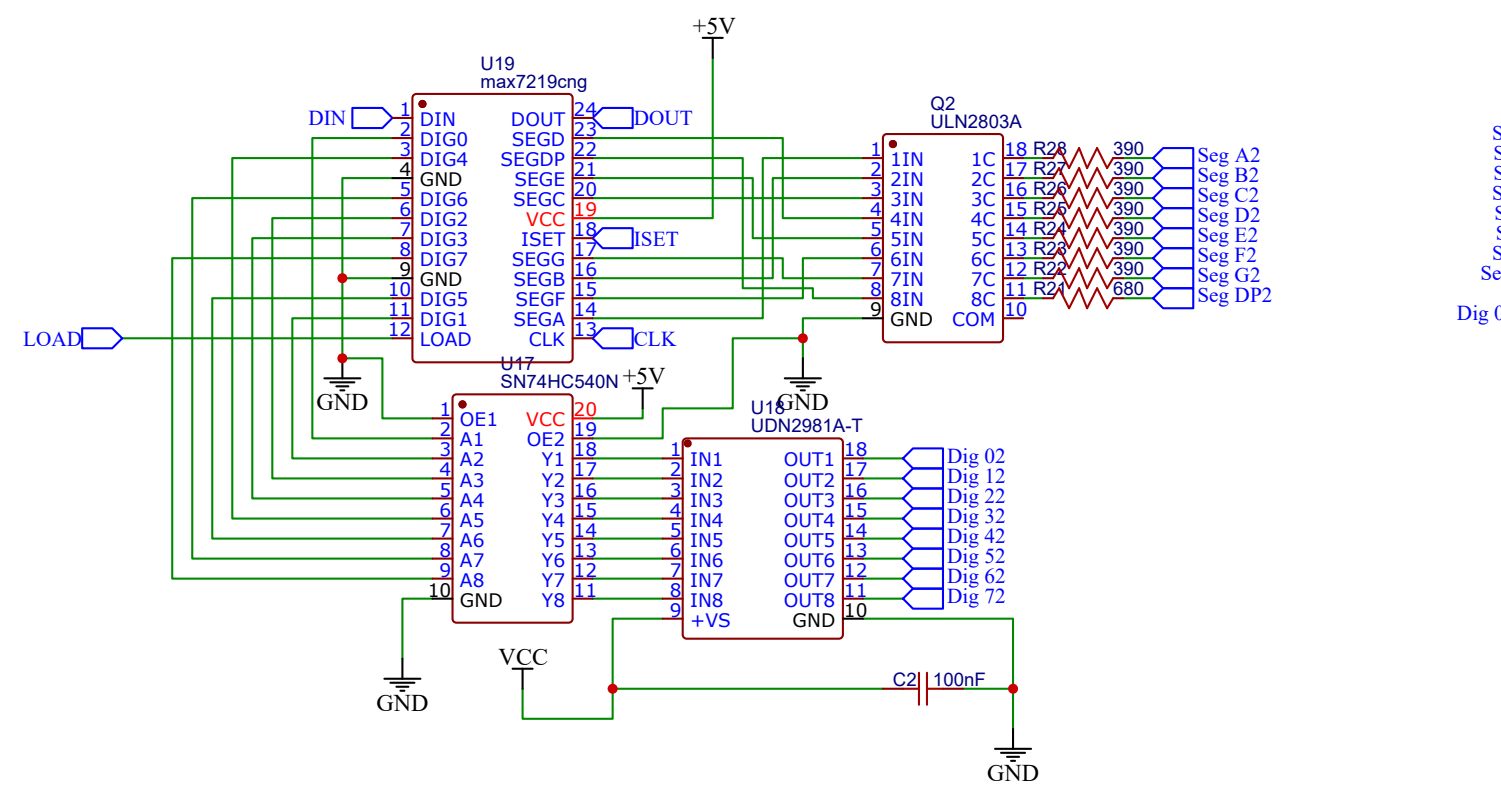 +5V
U19
max7219cng
DIN
1
DIN
DOUT
24
DOUT
2
DIG0
SEGD
23
3
DIG4
SEGDP
22
4
GND
SEGE
21
5
DIG6
SEGC
20
6
DIG2
VCC
19
7
DIG3
ISET
18
ISET
8
DIG7
SEGG
17
9
GND
SEGB
16
10
DIG5
SEGF
15
11
DIG1
SEGA
14
LOAD
12
LOAD
CLK
13
CLK
GND
Q2
ULN2803A
1
1IN
1C
18
R28
390
Seg A2
2
2IN
2C
17
R27
390
Seg B2
3
3IN
3C
16
R26
390
Seg C2
4
4IN
4C
15
R25
390
Seg D2
5
5IN
5C
14
R24
390
Seg E2
6
6IN
6C
13
R23
390
Seg F2
7
7IN
7C
12
R22
390
Seg G2
8
8IN
8C
11
R21
680
Seg DP2
9
GND
COM
10
GND
Dig
U17
SN74HC540N
+5V
1
OE1
VCC
20
2
A1
OE2
19
3
A2
Y1
18
4
A3
Y2
17
5
A4
Y3
16
6
A5
Y4
15
7
A6
Y5
14
8
A7
Y6
13
9
A8
Y7
12
10
GND
Y8
11
GND
U18
UDN2981A-T
1
IN1
OUT1
18
Dig 02
2
IN2
OUT2
17
Dig 12
3
IN3
OUT3
16
Dig 22
4
IN4
OUT4
15
Dig 32
5
IN5
OUT5
14
Dig 42
6
IN6
OUT6
13
Dig 52
7
IN7
OUT7
12
Dig 62
8
IN8
OUT8
11
Dig 72
9
+VS
GND
10
VCC
C2
100nF
GND